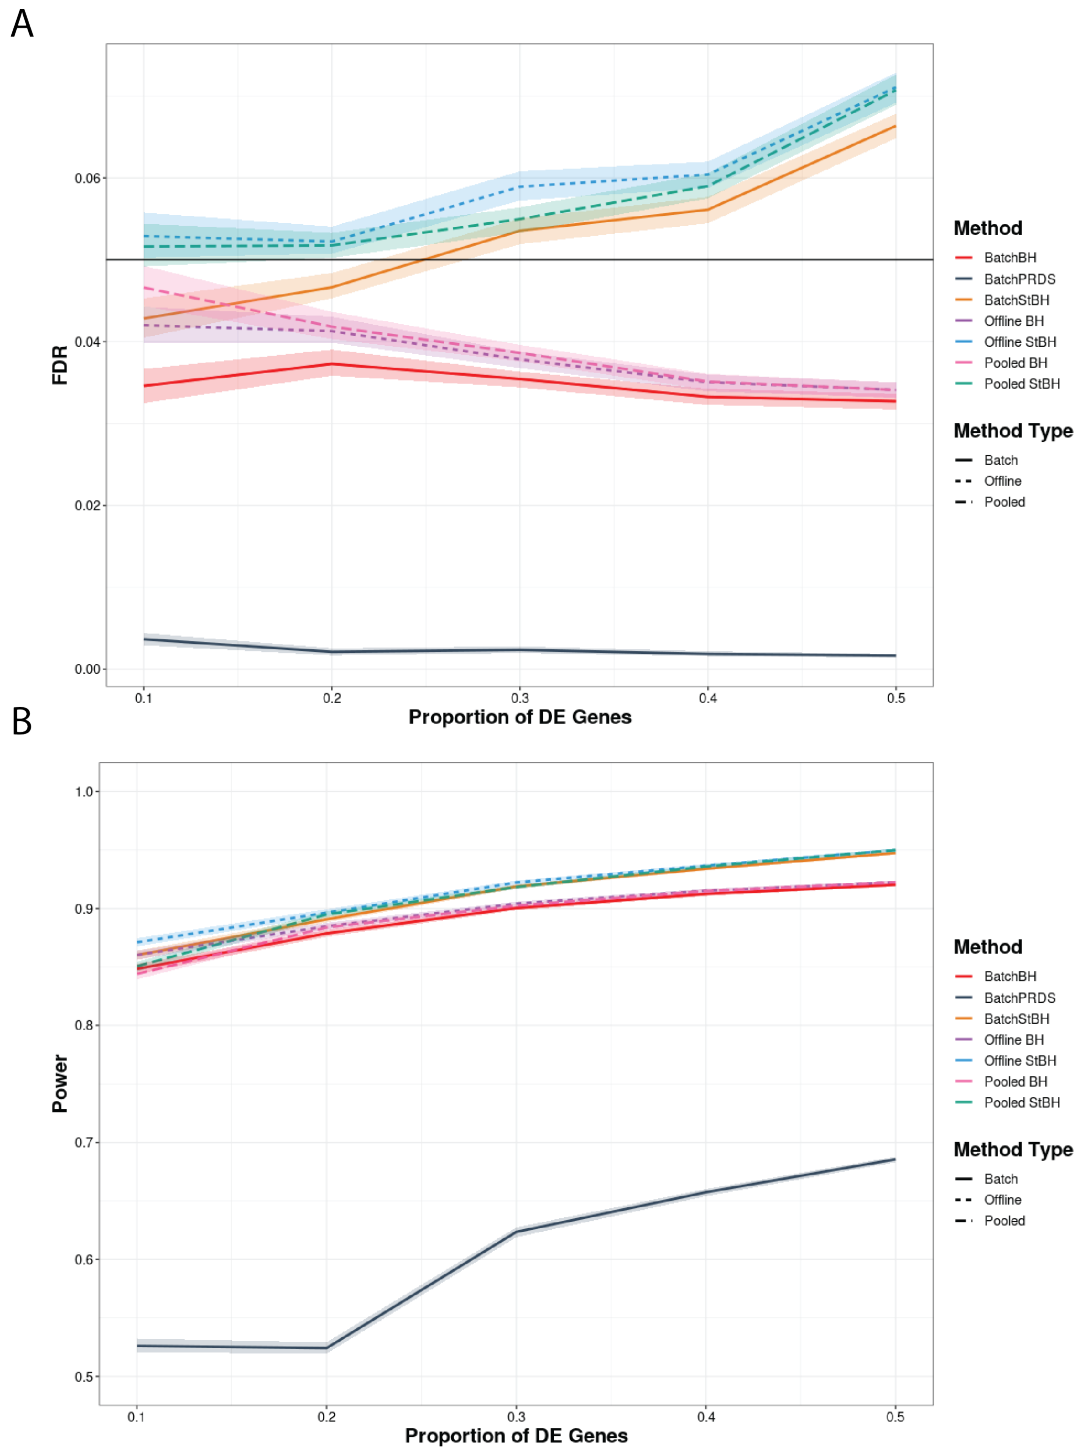 A
0.06
0.04
0.02
0.00
FDR
0.1 0.2 0.3 0.4 0.5
Proportion of DE Genes
Method
BatchBH
BatchPRDS
BatchStBH
Offline BH
Offline StBH
Pooled BH
Pooled StBH
Method Type
Batch
Offline
Pooled
B
1.0
0.9
0.8
0.7
0.6
0.5
Power
0.1 0.2 0.3 0.4 0.5
Proportion of DE Genes
Method
BatchBH
BatchPRDS
BatchStBH
Offline BH
Offline StBH
Pooled BH
Pooled StBH
Method Type
Batch
Offline
Pooled